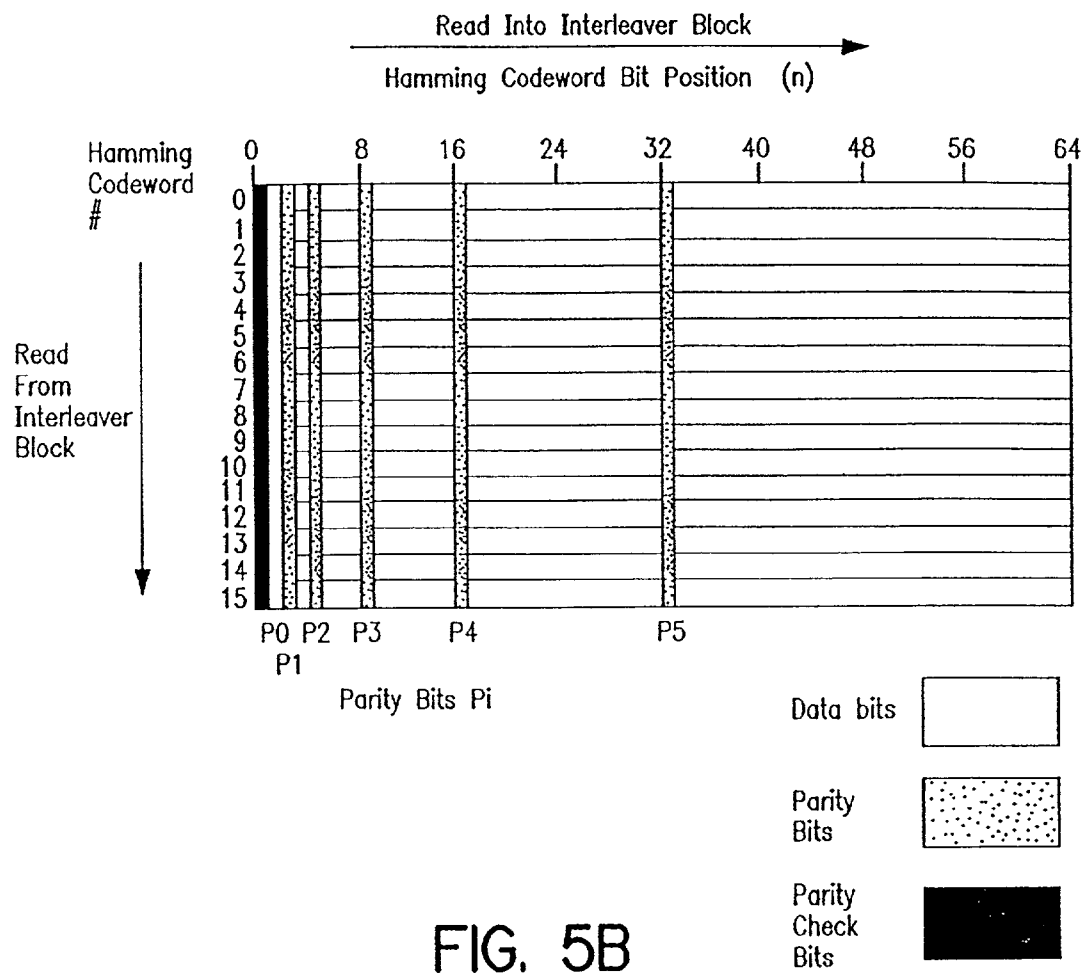 Read Into Interleaver Block
Hamming Codeword Bit Position (n)
Hamming
Codeword
#
0 8 16 24 32 40 48 56 64
0
1
2
3
4
5
6
7
8
9
10
11
12
13
14
15
Read
From
Interleaver
Block
P0 P2 P3 P4 P5
P1
Parity Bits Pi
Data bits
Parity
Bits
Parity
Check
Bits
FIG. 5B